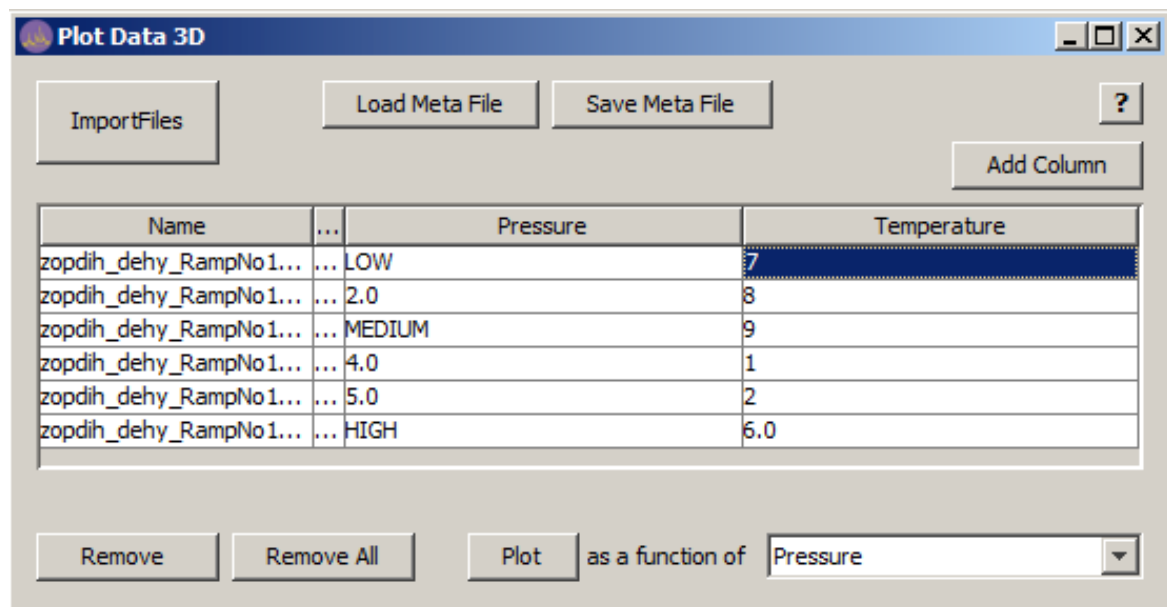 Plot Data 3D
ImportFiles Load Meta File Save Meta File ?
Add Column
Name ... Pressure Temperature
zopdih_dehy_RampNo1... ... LOW 7
zopdih_dehy_RampNo1... ... 2.0 8
zopdih_dehy_RampNo1... ... MEDIUM 9
zopdih_dehy_RampNo1... ... 4.0 1
zopdih_dehy_RampNo1... ... 5.0 2
zopdih_dehy_RampNo1... ... HIGH 6.0
Remove Remove All Plot as a function of Pressure